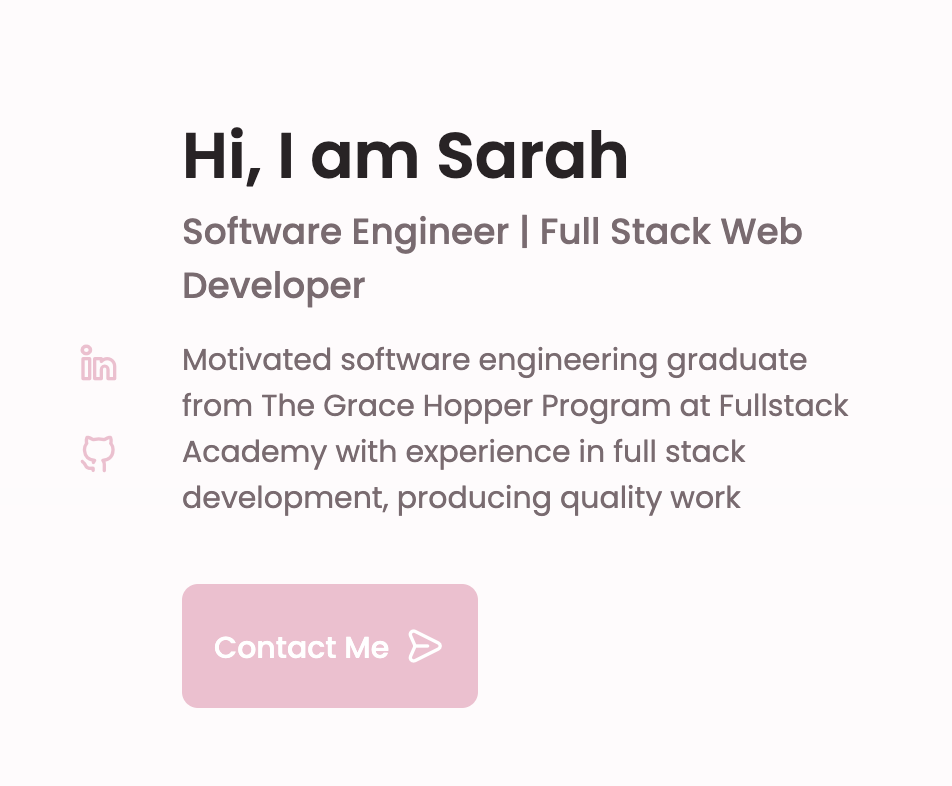 Hi, I am Sarah
Software Engineer | Full Stack Web
Developer
in
Motivated software engineering graduate
from The Grace Hopper Program at Fullstack
Academy with experience in full stack
development, producing quality work
Contact Me